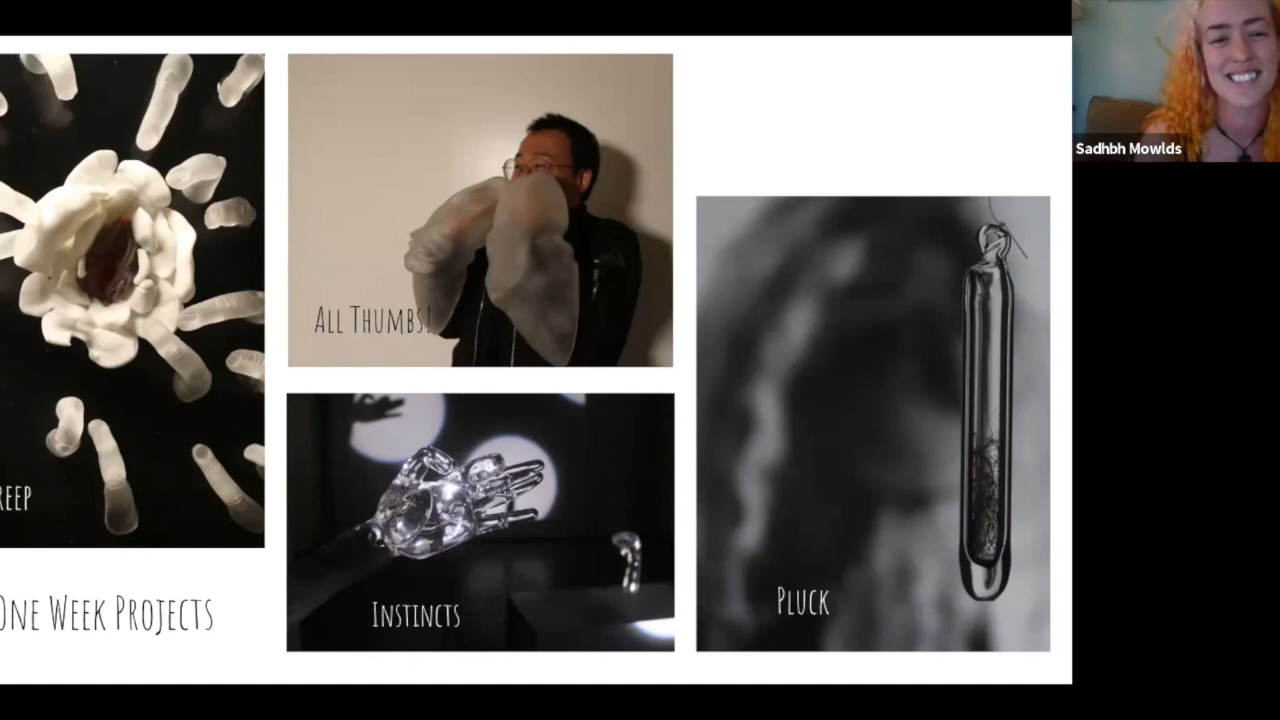 Sadhbh Mowlds
All Thumbs!
REEP
Instincts
Pluck
One Week Projects